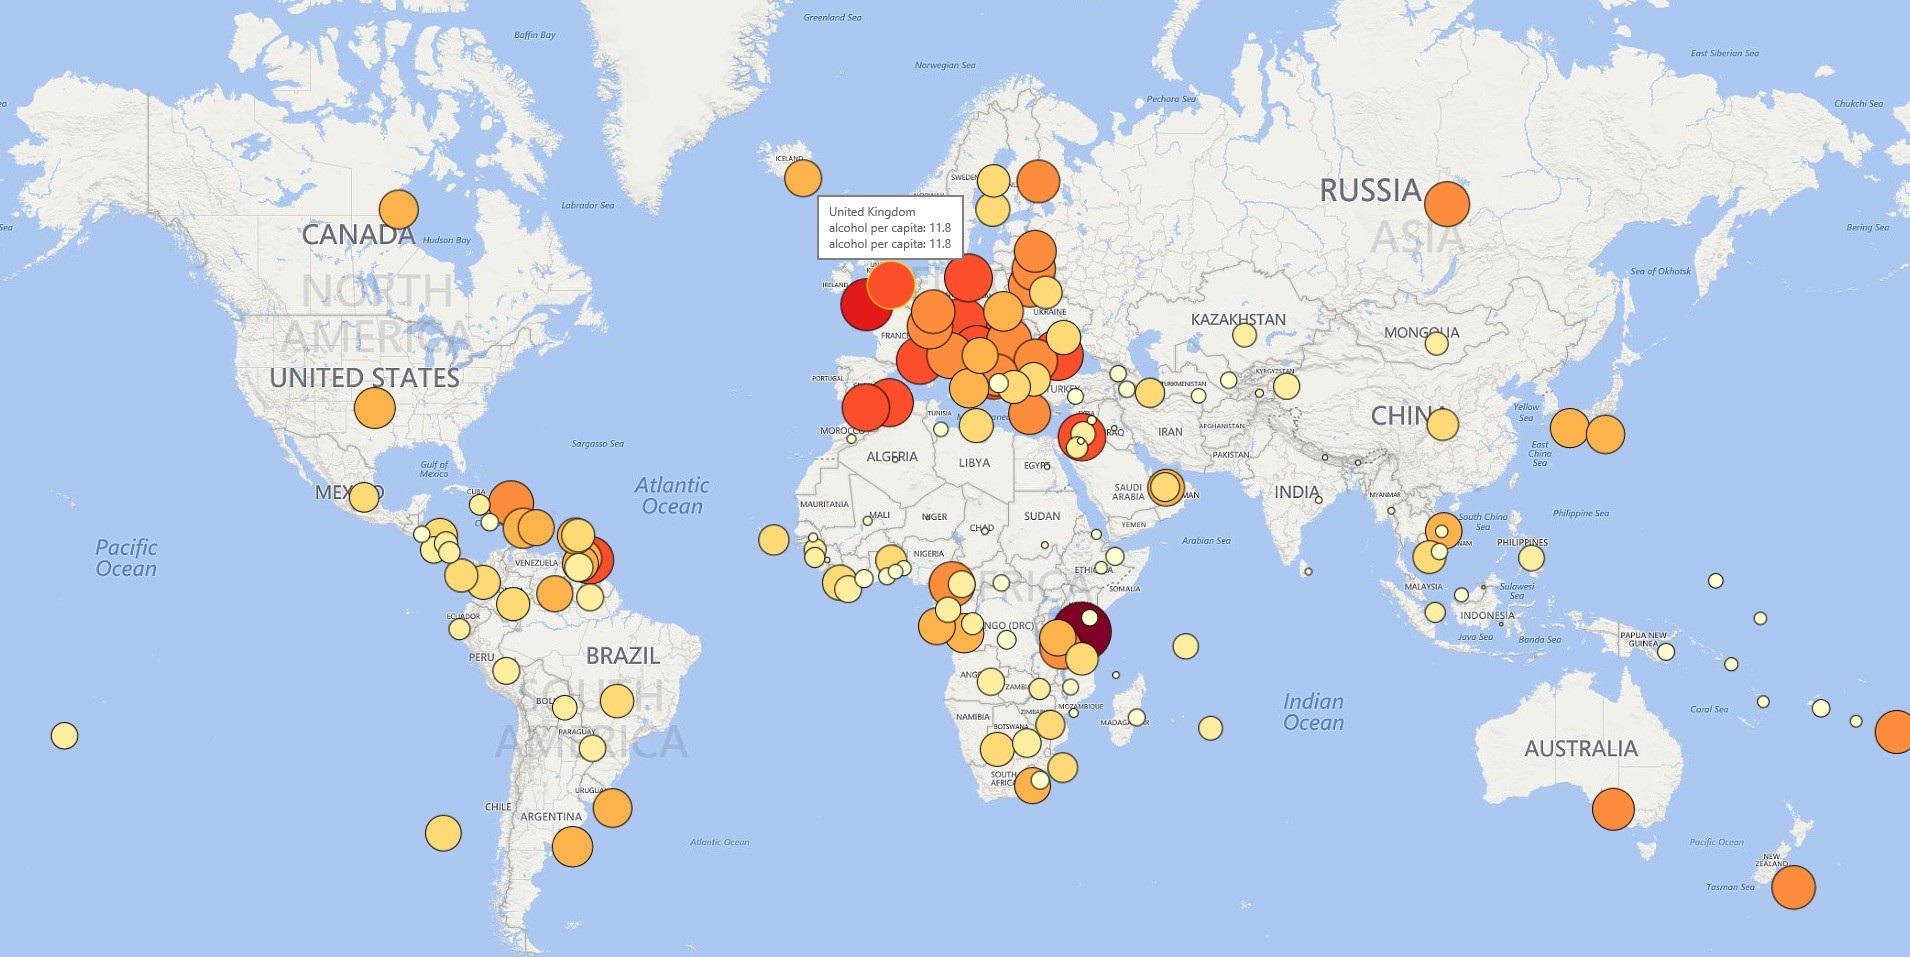 Greenland Sea
Baffin Bay
East Siberian Sea
Norwegian Sea
Pechora Sea
Chukchi Sea
ICELAND
SWEDEN
RUSSIA
Labrador Sea
United Kingdom
alcohol per capita: 11.8
alcohol per capita: 11.8
CANADA
Hudson Bay
ASIA
Bering Sea
Sea of Okhotsk
NORTH
AMERICA
IRELAND
UKRAINE
KAZAKHSTAN
MONGOLIA
FRANCE
UNITED STATES
PORTUGAL
TURKEY
TURKMENISTAN
KYRGYZSTAN
CHINA
Yellow
Sea
TUNISIA
MOROCCO
Sargasso Sea
IRAQ
IRAN
AFGHANISTAN
East
China
Sea
PAKISTAN
ALGERIA
LIBYA
EGYPT
Gulf of
Mexico
Atlantic
Ocean
MEXICO
CUBA
SAUDI
ARABIA
OMAN
INDIA
MYANMAR
MAURITANIA
MALI
NIGER
CHAD
SUDAN
YEMEN
South China
Sea
Philippine Sea
Pacific
Ocean
VENEZUELA
NIGERIA
Arabian Sea
PHILIPPINES
ETHIOPIA
SOMALIA
AFRICA
MALAYSIA
Sulawesi
Sea
ECUADOR
CONGO (DRC)
INDONESIA
Java Sea
Banda Sea
PAPUA NEW
GUINEA
PERU
BRAZIL
ZAMBIA
SOUTH
AMERICA
MOZAMBIQUE
Indian
Ocean
Coral Sea
NAMIBIA
BOTSWANA
MADAGASCAR
PARAGUAY
AUSTRALIA
SOUTH
AFRICA
URUGUAY
CHILE
ARGENTINA
Atlantic Ocean
Pacific Ocean
NEW
ZEALAND
Tasman Sea